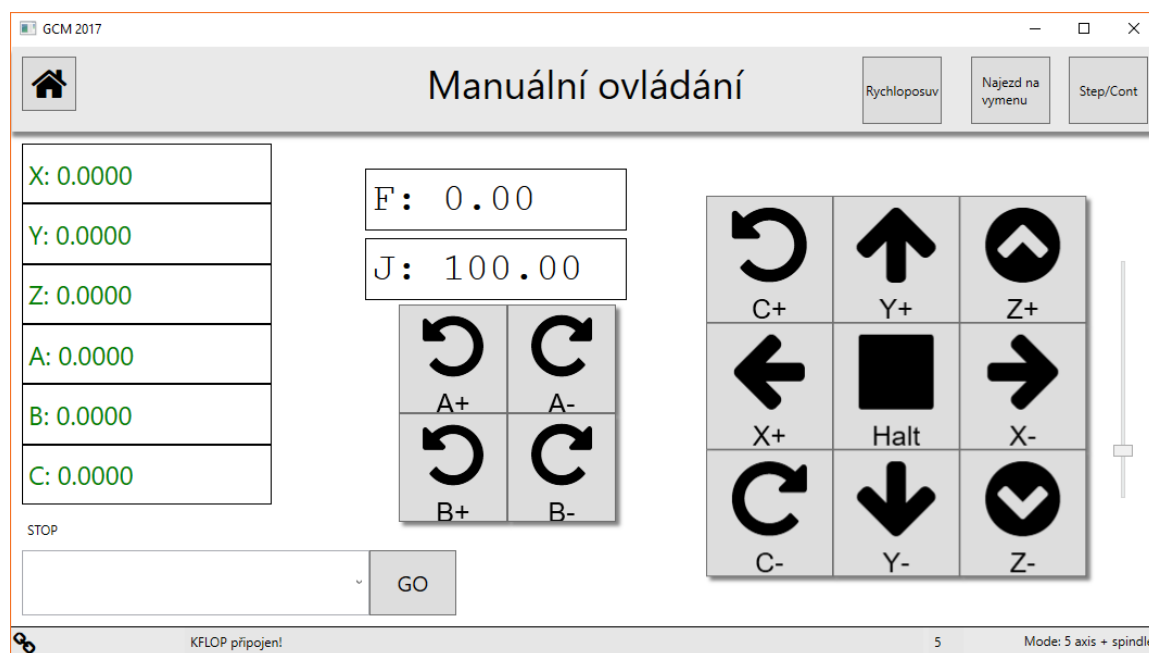 GCM 2017
Manuální ovládání
Rychloposuv
Najezd na
vymenu
Step/Cont
X: 0.0000
Y: 0.0000
Z: 0.0000
A: 0.0000
B: 0.0000
C: 0.0000
F: 0.00
J: 100.00
A+ A-
B+ B-
C+ Y+ Z+
X+ Halt X-
C- Y- Z-
STOP
GO
KFLOP připojen!
5
Mode: 5 axis + spindle